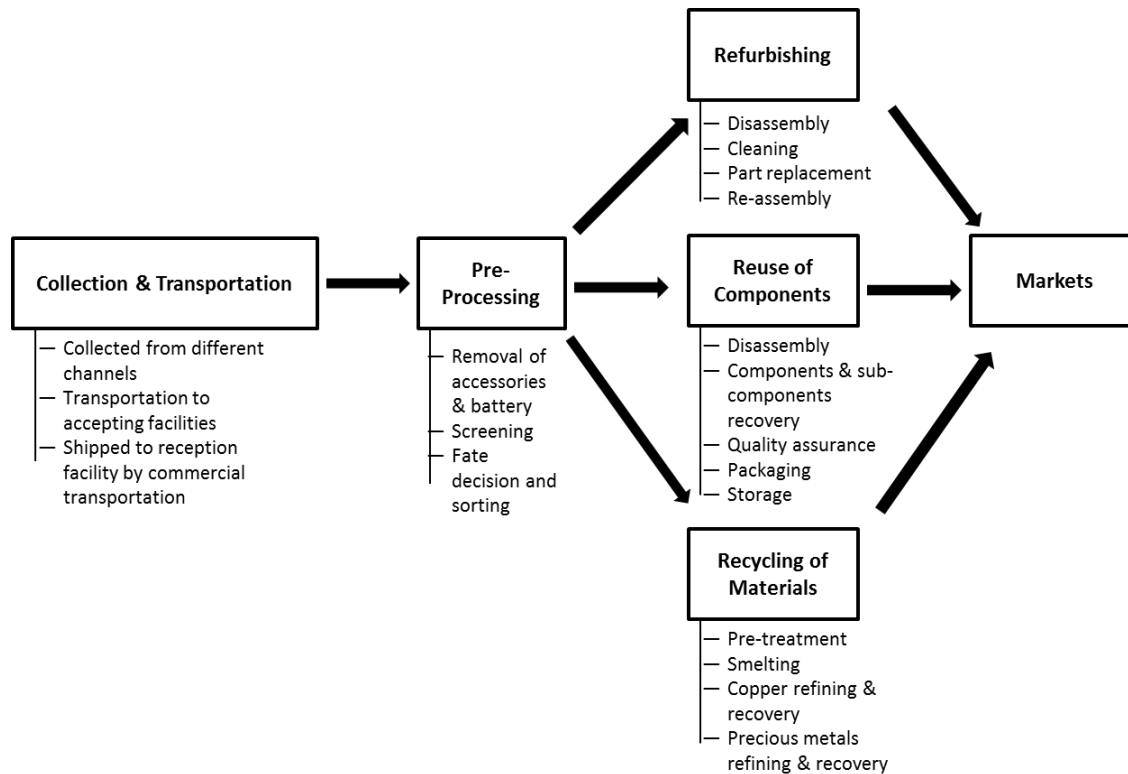 Refurbishing
— Disassembly
— Cleaning
— Part replacement
— Re-assembly
Collection & Transportation
— Collected from different
channels
— Transportation to
accepting facilities
— Shipped to reception
facility by commercial
transportation
Pre-
Processing
— Removal of
accessories
& battery
— Screening
— Fate
decision and
sorting
Reuse of
Components
— Disassembly
— Components & sub-
components
recovery
— Quality assurance
— Packaging
— Storage
Markets
Recycling of
Materials
— Pre-treatment
— Smelting
— Copper refining &
recovery
— Precious metals
refining & recovery